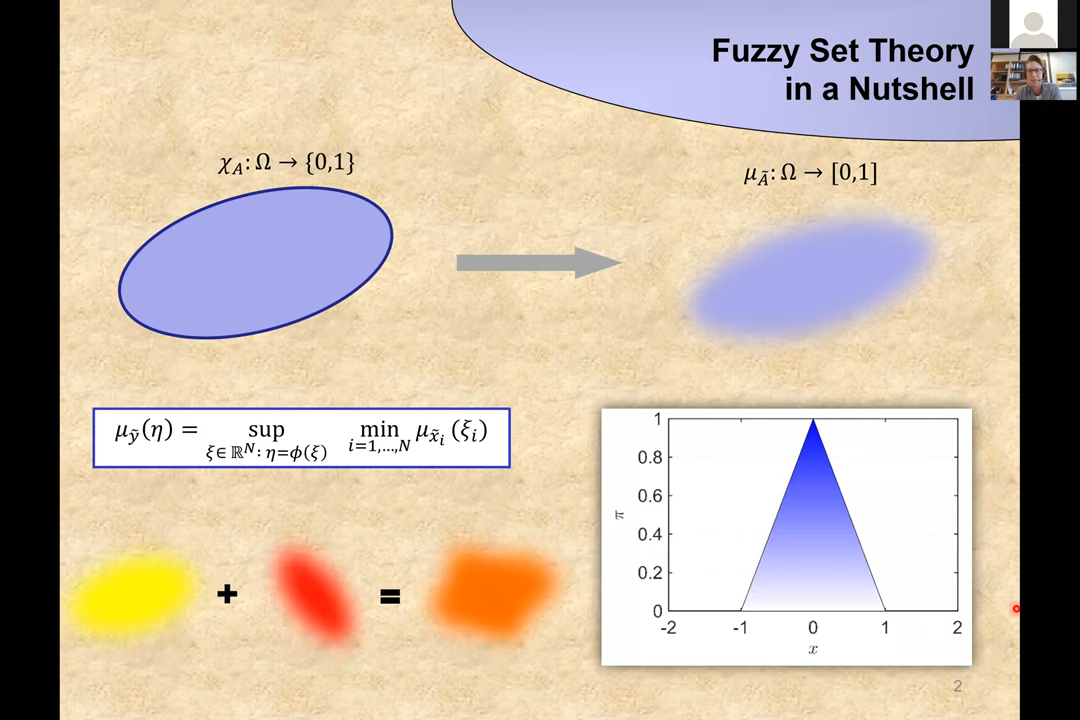 Fuzzy Set Theory
in a Nutshell
χ_A: Ω → {0,1}
μ_Ã: Ω → [0,1]
μ_ỹ(η) = sup_{ξ∈ ℝ^N: η=ϕ(ξ)} min_{i=1,…,N} μ_x̃_i(ξ_i)
+
=
1
0.8
0.6
0.4
0.2
0
π
-2 -1 0 1 2
x
2